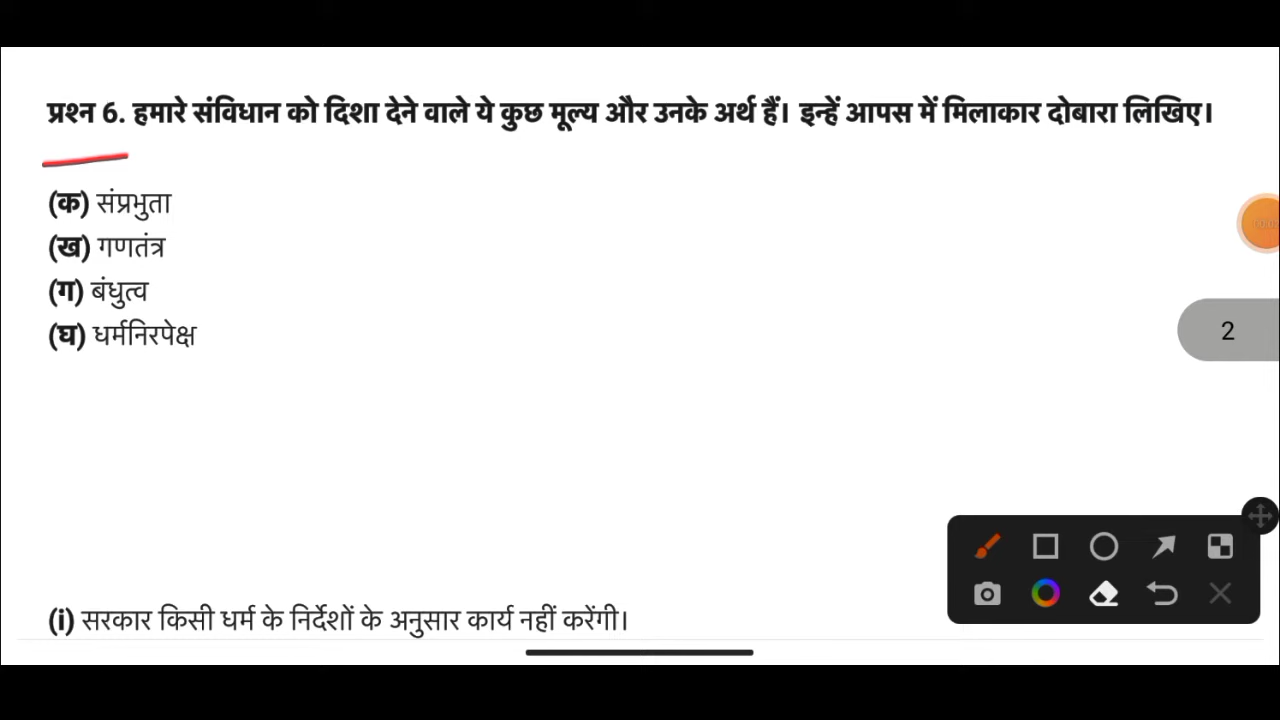 प्रश्न 6. हमारे संविधान को दिशा देने वाले ये कुछ मूल्य और उनके अर्थ हैं। इन्हें आपस में मिलाकार दोबारा लिखिए।
(क) संप्रभुता
(ख) गणतंत्र
(ग) बंधुत्व
(घ) धर्मनिरपेक्ष
2
(i) सरकार किसी धर्म के निर्देशों के अनुसार कार्य नहीं करेंगी।